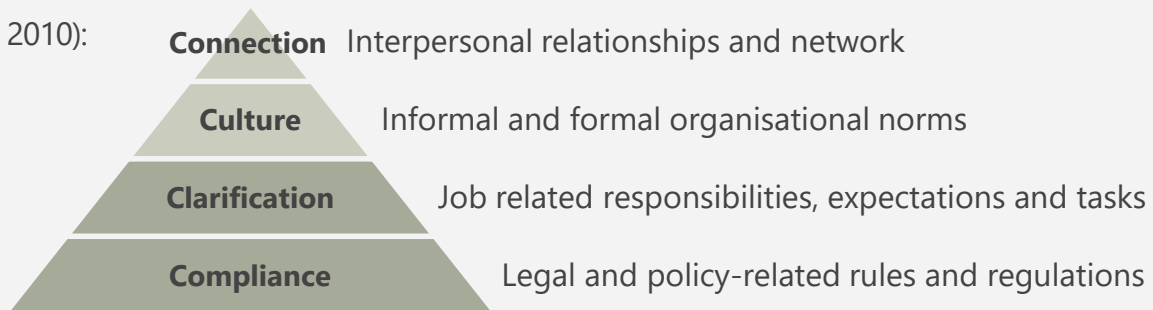 2010):
Connection Interpersonal relationships and network
Culture Informal and formal organisational norms
Clarification Job related responsibilities, expectations and tasks
Compliance Legal and policy-related rules and regulations